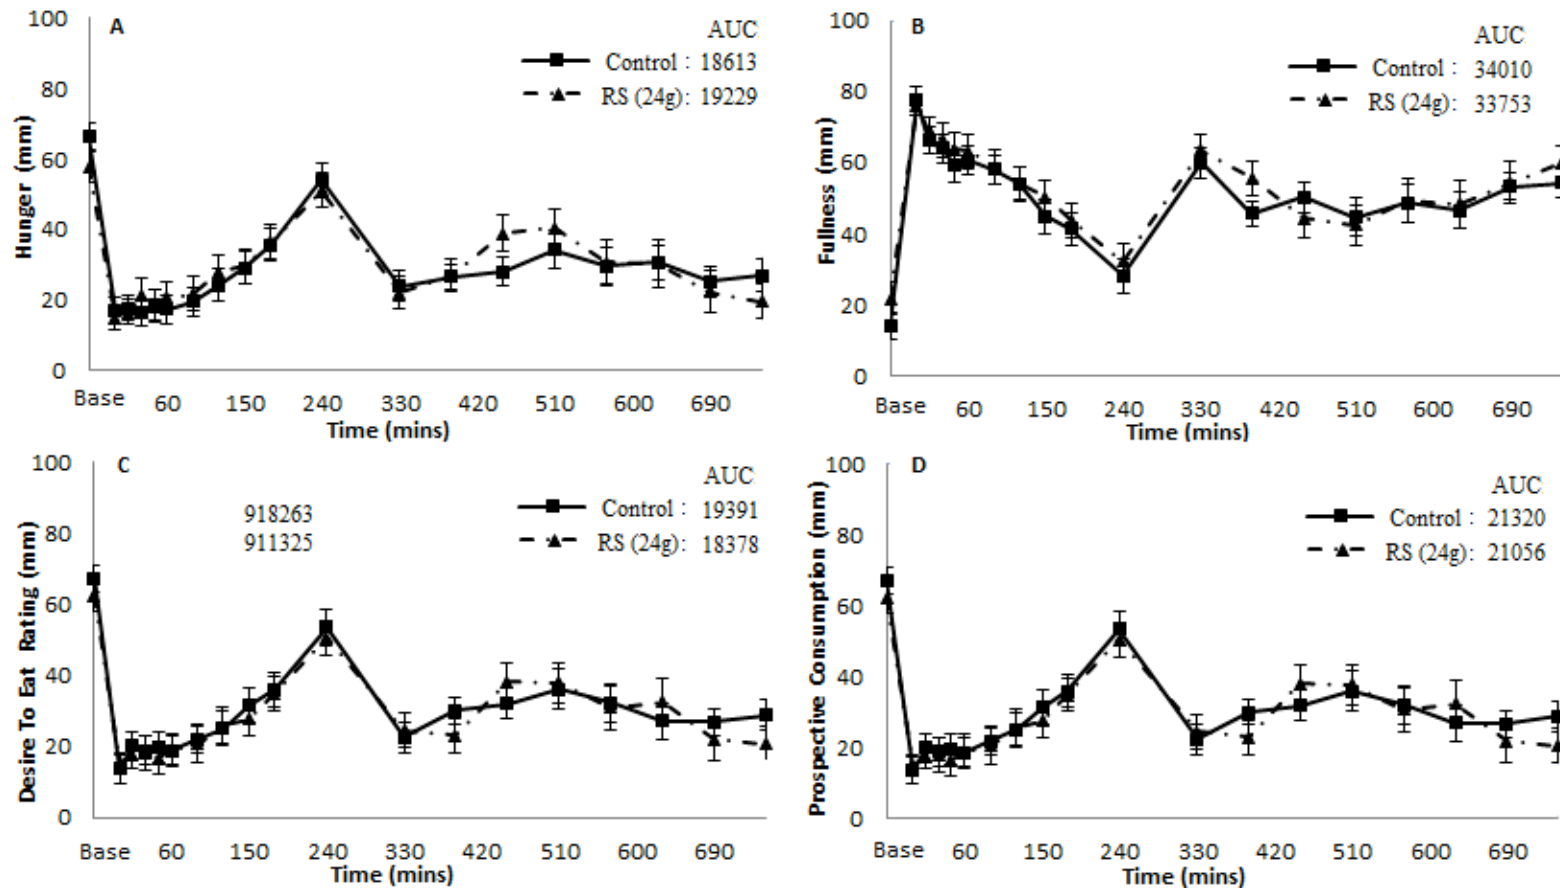 A
AUC
Control : 18613
RS (24g): 19229
100
80
60
40
20
0
Hunger (mm)
Base 60 150 240 330 420 510 600 690
Time (mins)
B
AUC
Control : 34010
RS (24g): 33753
100
80
60
40
20
0
Fullness (mm)
Base 60 150 240 330 420 510 600 690
Time (mins)
C
918263
911325
AUC
Control : 19391
RS (24g): 18378
100
80
60
40
20
0
Desire To Eat Rating (mm)
Base 60 150 240 330 420 510 600 690
Time (mins)
D
AUC
Control : 21320
RS (24g): 21056
100
80
60
40
20
0
Prospective Consumption (mm)
Base 60 150 240 330 420 510 600 690
Time (mins)